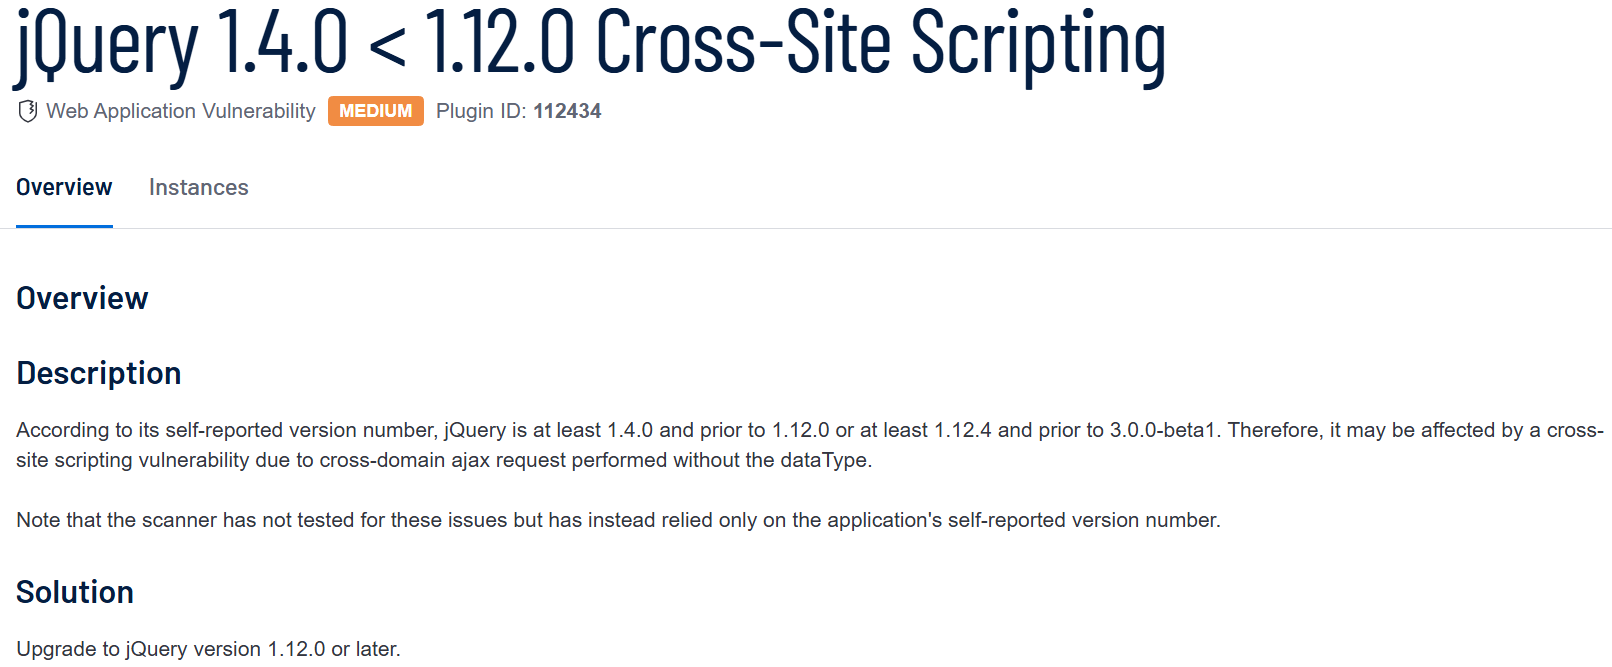 jQuery 1.4.0 < 1.12.0 Cross-Site Scripting
Web Application Vulnerability MEDIUM Plugin ID: 112434
Overview Instances
Overview
Description
According to its self-reported version number, jQuery is at least 1.4.0 and prior to 1.12.0 or at least 1.12.4 and prior to 3.0.0-beta1. Therefore, it may be affected by a cross-
site scripting vulnerability due to cross-domain ajax request performed without the dataType.
Note that the scanner has not tested for these issues but has instead relied only on the application's self-reported version number.
Solution
Upgrade to jQuery version 1.12.0 or later.